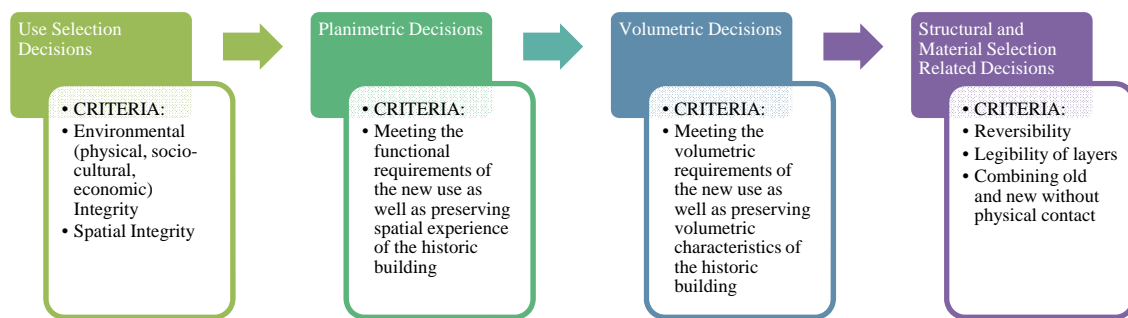 Use Selection
Decisions
• CRITERIA:
• Environmental
(physical, socio-
cultural,
economic)
Integrity
• Spatial Integrity
Planimetric Decisions
• CRITERIA:
• Meeting the
functional
requirements of
the new use as
well as preserving
spatial experience
of the historic
building
Volumetric Decisions
• CRITERIA:
• Meeting the
volumetric
requirements of
the new use as
well as preserving
volumetric
characteristics of
the historic
building
Structural and
Material Selection
Related Decisions
• CRITERIA:
• Reversibility
• Legibility of layers
• Combining old
and new without
physical contact